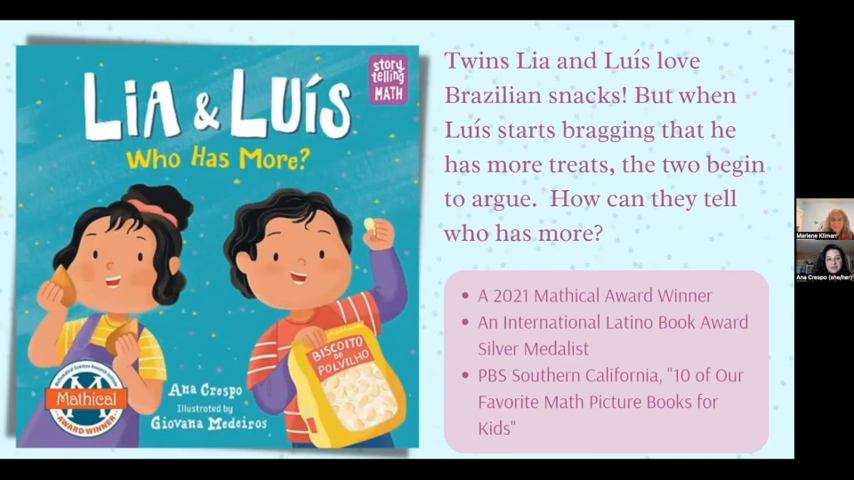 story
telling
MATH
LiA & LUÍS
WHO HAS MORE?
BISCOITO
DE
POLVILHO
Mathical
AWARD WINNER
Ana Crespo
Illustrated by
Giovana Medeiros
Twins Lia and Luís love
Brazilian snacks! But when
Luís starts bragging that he
has more treats, the two begin
to argue.  How can they tell
who has more?
• A 2021 Mathical Award Winner
• An International Latino Book Award
Silver Medalist
• PBS Southern California, "10 of Our
Favorite Math Picture Books for
Kids"
Marlene Kliman
Ana Crespo (she/her)